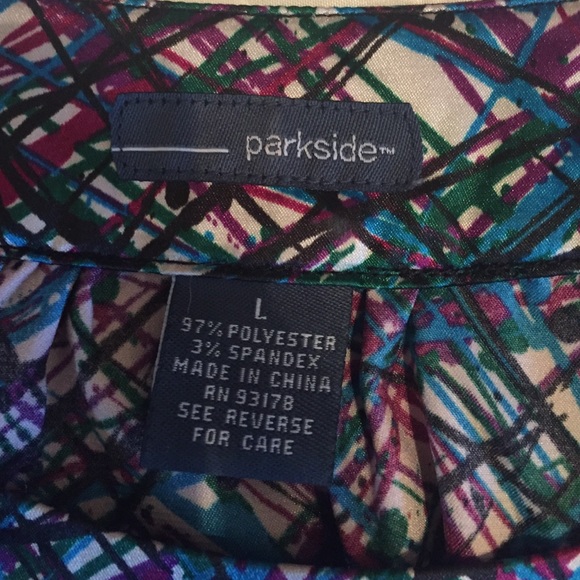 parkside™
L
97% POLYESTER
3% SPANDEX
MADE IN CHINA
RN 93178
SEE REVERSE
FOR CARE